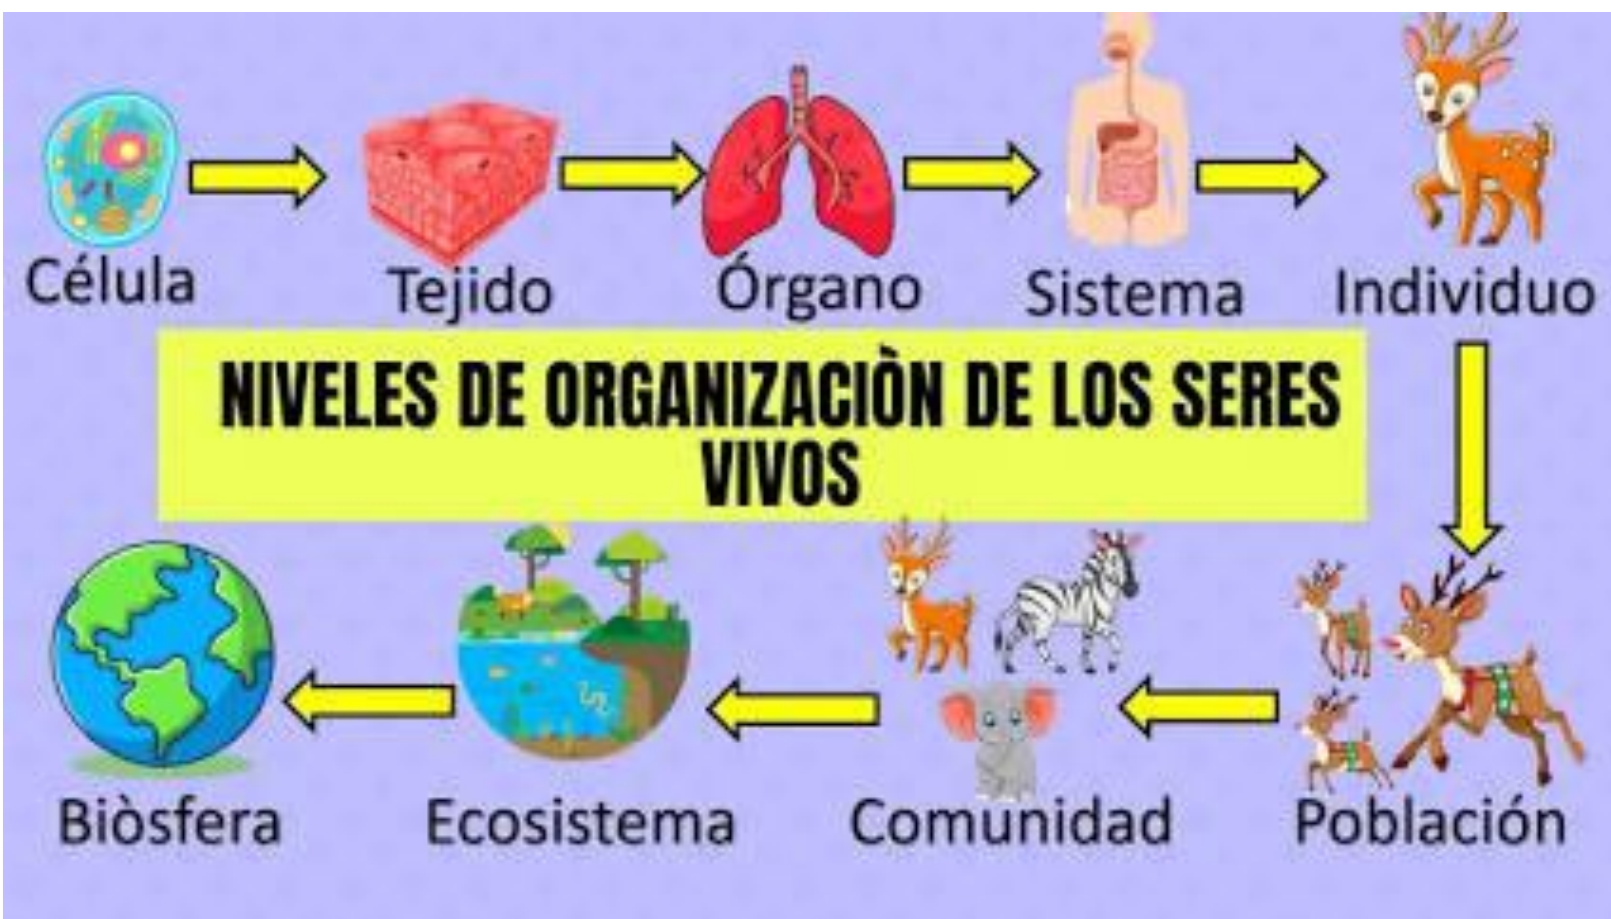 Célula
Tejido
Órgano
Sistema
Individuo
NIVELES DE ORGANIZACIÒN DE LOS SERES
VIVOS
Biòsfera
Ecosistema
Comunidad
Población